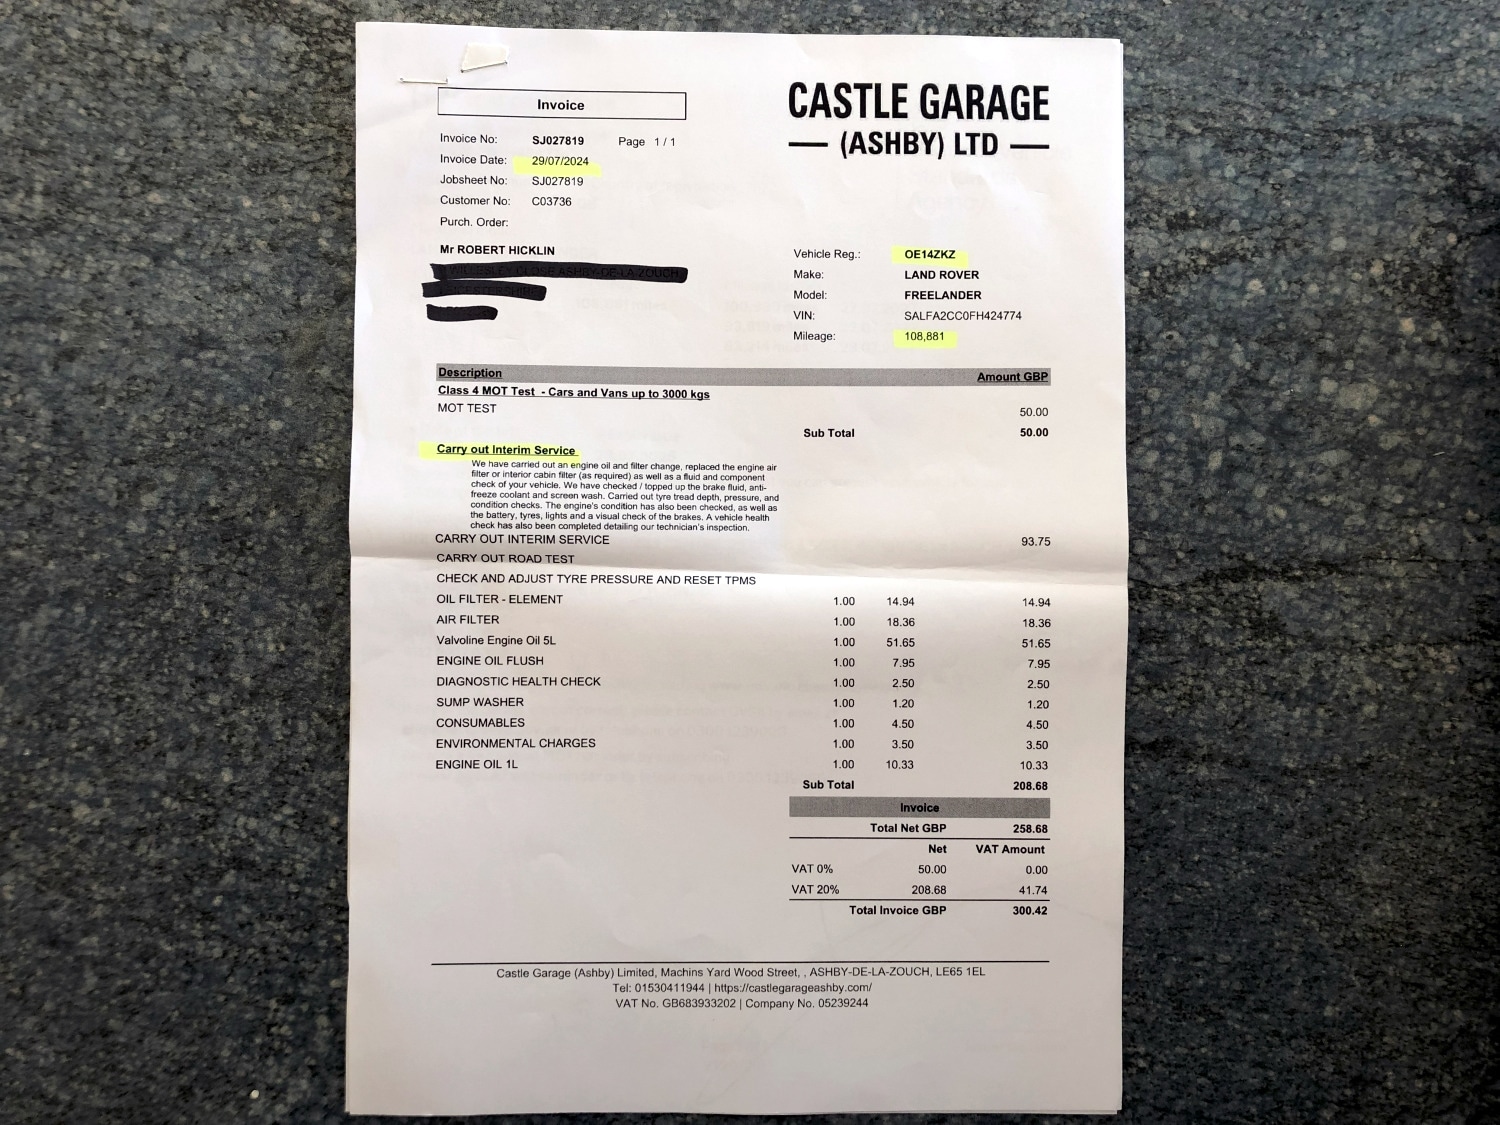 Invoice
CASTLE GARAGE
(ASHBY) LTD
Invoice No: SJ027819 Page 1 / 1
Invoice Date: 29/07/2024
Jobsheet No: SJ027819
Customer No: C03736
Purch. Order:
Mr ROBERT HICKLIN
Vehicle Reg.: OE14ZKZ
Make: LAND ROVER
Model: FREELANDER
VIN: SALFA2CC0FH424774
Mileage: 108,881
Description Amount GBP
Class 4 MOT Test - Cars and Vans up to 3000 kgs
MOT TEST 50.00
Sub Total 50.00
Carry out Interim Service
We have carried out an engine oil and filter change, replaced the engine air
filter or interior cabin filter (as required) as well as a fluid and component
check of your vehicle. We have checked / topped up the brake fluid, anti-
freeze coolant and screen wash. Carried out tyre tread depth, pressure, and
condition checks. The engine's condition has also been checked, as well as
the battery, tyres, lights and a visual check of the brakes. A vehicle health
check has also been completed detailing our technician's inspection.
CARRY OUT INTERIM SERVICE 93.75
CARRY OUT ROAD TEST
CHECK AND ADJUST TYRE PRESSURE AND RESET TPMS
OIL FILTER - ELEMENT 1.00 14.94 14.94
AIR FILTER 1.00 18.36 18.36
Valvoline Engine Oil 5L 1.00 51.65 51.65
ENGINE OIL FLUSH 1.00 7.95 7.95
DIAGNOSTIC HEALTH CHECK 1.00 2.50 2.50
SUMP WASHER 1.00 1.20 1.20
CONSUMABLES 1.00 4.50 4.50
ENVIRONMENTAL CHARGES 1.00 3.50 3.50
ENGINE OIL 1L 1.00 10.33 10.33
Sub Total 208.68
Invoice
Total Net GBP 258.68
Net VAT Amount
VAT 0% 50.00 0.00
VAT 20% 208.68 41.74
Total Invoice GBP 300.42
Castle Garage (Ashby) Limited, Machins Yard Wood Street, , ASHBY-DE-LA-ZOUCH, LE65 1EL
Tel: 01530411944 | https://castlegarageashby.com/
VAT No. GB683933202 | Company No. 05239244